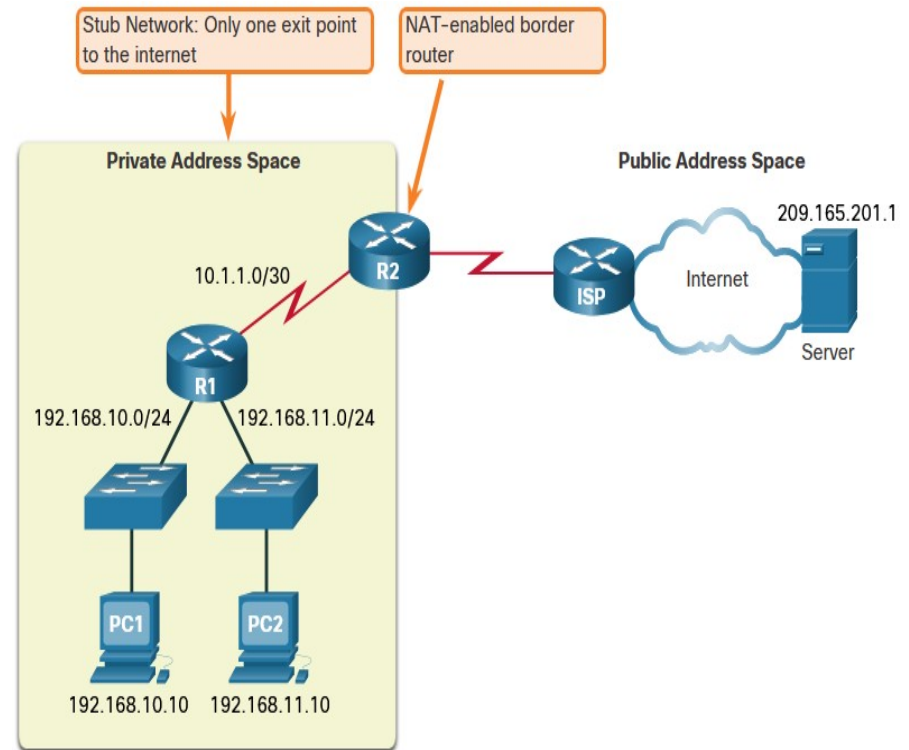 Stub Network: Only one exit point
to the internet
NAT-enabled border
router
Private Address Space
Public Address Space
209.165.201.1
10.1.1.0/30
R2
ISP
Internet
Server
R1
192.168.10.0/24
192.168.11.0/24
PC1
PC2
192.168.10.10
192.168.11.10